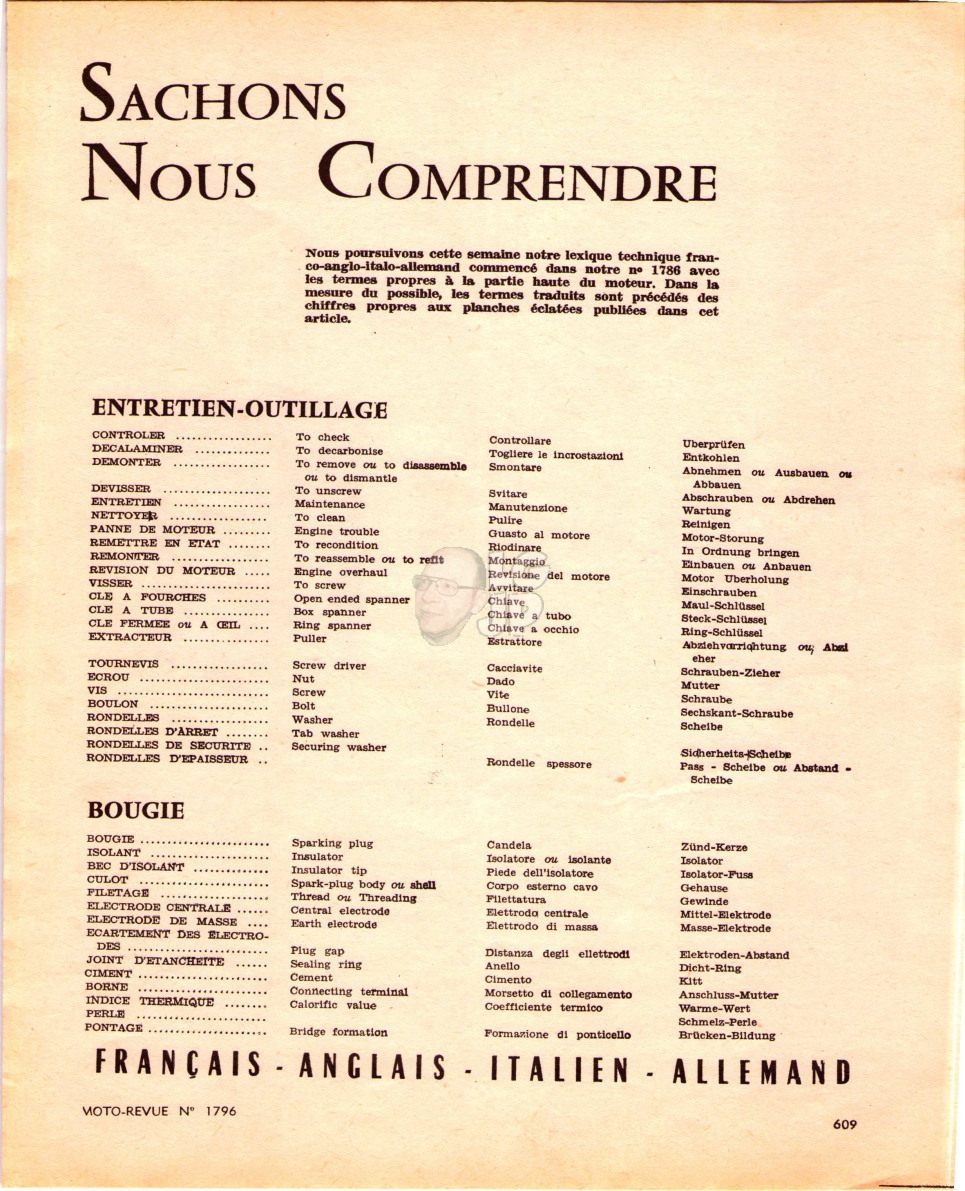 SACHONS
NOUS COMPRENDRE
Nous poursuivons cette semaine notre lexique technique fran-
co-anglo-italo-allemand commencé dans notre n° 1786 avec
les termes propres à la partie haute du moteur. Dans la
mesure du possible, les termes traduits sont précédés des
chiffres propres aux planches éclatées publiées dans cet
article.
ENTRETIEN-OUTILLAGE
CONTROLER .................. To check Controllare Uberprüfen
DECALAMINER .............. To decarbonise Togliere le incrostazioni Entkohlen
DEMONTER .................. To remove ou to disassemble Smontare Abnehmen ou Ausbauen ou
ou to dismantle Abbauen
DEVISSER .................... To unscrew Svitare Abschrauben ou Abdrehen
ENTRETIEN .................. Maintenance Manutenzione Wartung
NETTOYER .................. To clean Pulire Reinigen
PANNE DE MOTEUR ......... Engine trouble Guasto al motore Motor-Storung
REMETTRE EN ETAT ........ To recondition Riodinare In Ordnung bringen
REMONTER .................. To reassemble ou to refit Montaggio Einbauen ou Anbauen
REVISION DU MOTEUR ..... Engine overhaul Revisione del motore Motor Uberholung
VISSER ........................ To screw Avvitare Einschrauben
CLE A FOURCHES ........... Open ended spanner Chiave Maul-Schlüssel
CLE A TUBE ................. Box spanner Chiave a tubo Steck-Schlüssel
CLE FERMEE ou A ŒIL .... Ring spanner Chiave a occhio Ring-Schlüssel
EXTRACTEUR ................ Puller Estrattore Abziehvorrichtung ou Abzi
eher
TOURNEVIS .................. Screw driver Cacciavite Schrauben-Zieher
ECROU ........................ Nut Dado Mutter
VIS ............................ Screw Vite Schraube
BOULON ...................... Bolt Bullone Sechskant-Schraube
RONDELLES .................. Washer Rondelle Scheibe
RONDELLES D'ARRET ........ Tab washer
RONDELLES DE SECURITE .. Securing washer Sicherheits-Scheibe
RONDELLES D'EPAISSEUR .. Rondelle spessore Pass - Scheibe ou Abstand -
Scheibe
BOUGIE
BOUGIE ........................ Sparking plug Candela Zünd-Kerze
ISOLANT ...................... Insulator Isolatore ou isolante Isolator
BEC D'ISOLANT .............. Insulator tip Piede dell'isolatore Isolator-Fuss
CULOT ........................ Spark-plug body ou shell Corpo esterno cavo Gehause
FILETAGE .................... Thread ou Threading Filettatura Gewinde
ELECTRODE CENTRALE ...... Central electrode Elettroda centrale Mittel-Elektrode
ELECTRODE DE MASSE .... Earth electrode Elettrodo di massa Masse-Elektrode
ECARTEMENT DES ELECTRO-
DES .......................... Plug gap Distanza degli ellettrodi Elektroden-Abstand
JOINT D'ETANCHEITE ...... Sealing ring Anello Dicht-Ring
CIMENT ........................ Cement Cimento Kitt
BORNE ........................ Connecting terminal Morsetto di collegamento Anschluss-Mutter
INDICE THERMIQUE ........ Calorific value Coefficiente termico Warme-Wert
PERLE ........................ Schmelz-Perle
PONTAGE ...................... Bridge formation Formazione di ponticello Brücken-Bildung
FRANÇAIS - ANGLAIS - ITALIEN - ALLEMAND
MOTO-REVUE N° 1796
609